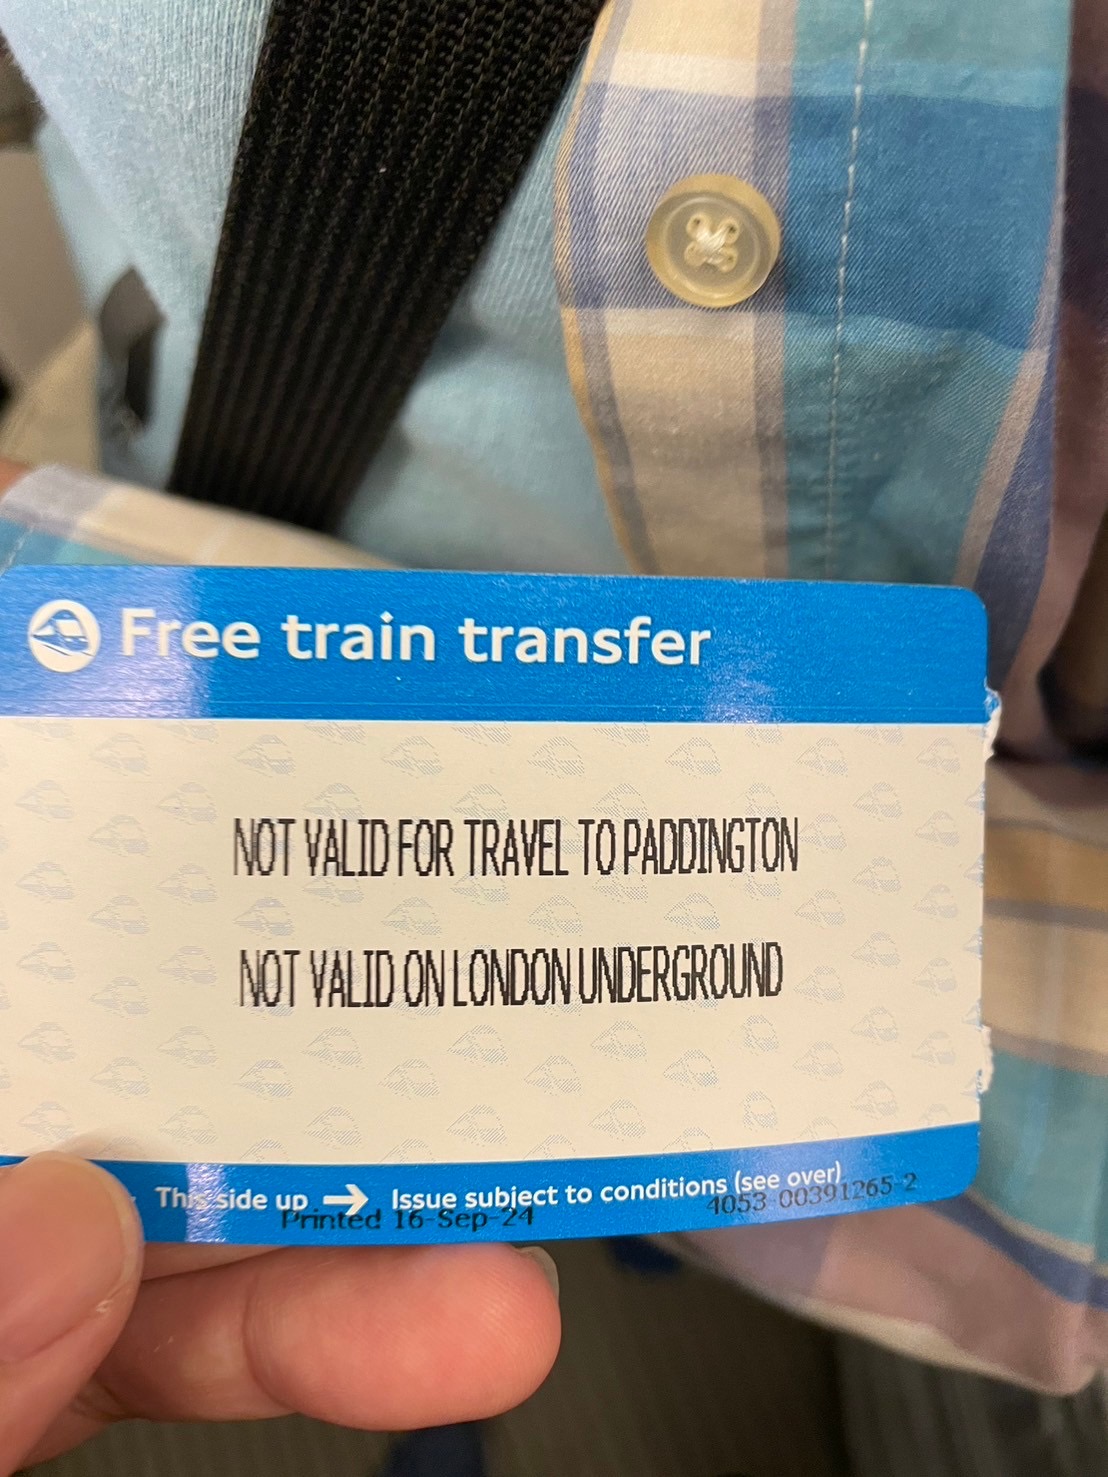 Free train transfer
NOT VALID FOR TRAVEL TO PADDINGTON
NOT VALID ON LONDON UNDERGROUND
This side up → Issue subject to conditions (see over)
Printed 16-Sep-24 4053-00391265-2